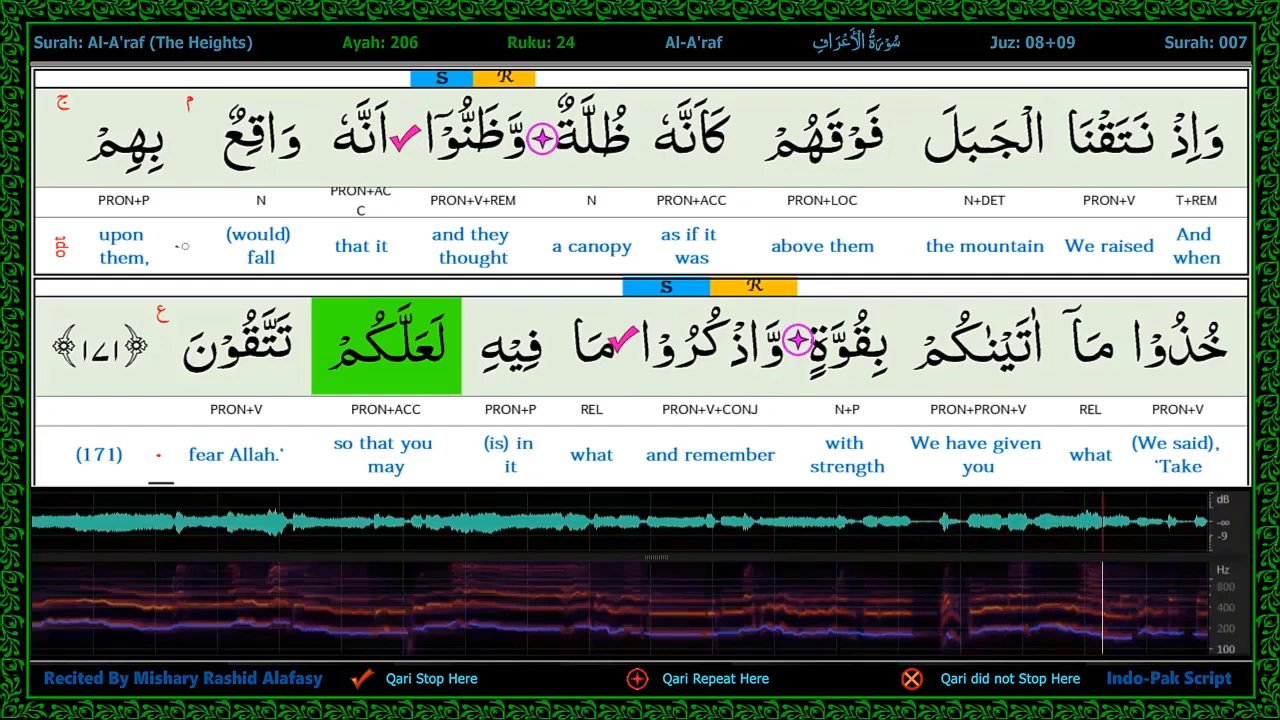 Surah: Al-A'raf (The Heights) Ayah: 206 Ruku: 24 Al-A'raf سُوْرَةُ الْأَعْرَافِ Juz: 08+09 Surah: 007
S R
وَاِذْ نَتَقْنَا الْجَبَلَ فَوْقَهُمْ كَاَنَّهٗ ظُلَّةٌ وَّظَنُّوْٓا اَنَّهٗ وَاقِعٌۢ بِهِمْ ۚ م ج
PRON+P N PRON+ACC PRON+V+REM N PRON+ACC PRON+LOC N+DET PRON+V T+REM
opt upon them, (would) fall that it and they thought a canopy as if it was above them the mountain We raised And when
S R
خُذُوْا مَآ اٰتَيْنٰكُمْ بِقُوَّةٍ وَّاذْكُرُوْا مَا فِيْهِ لَعَلَّكُمْ تَتَّقُوْنَ ع ﴿١٧١﴾
PRON+V PRON+ACC PRON+P REL PRON+V+CONJ N+P PRON+PRON+V REL PRON+V
(171) fear Allah.‘ so that you may (is) in it what and remember with strength We have given you what (We said), ‘Take
dB
-∞
-9
Hz
800
400
200
100
Recited By Mishary Rashid Alafasy Qari Stop Here Qari Repeat Here Qari did not Stop Here Indo-Pak Script